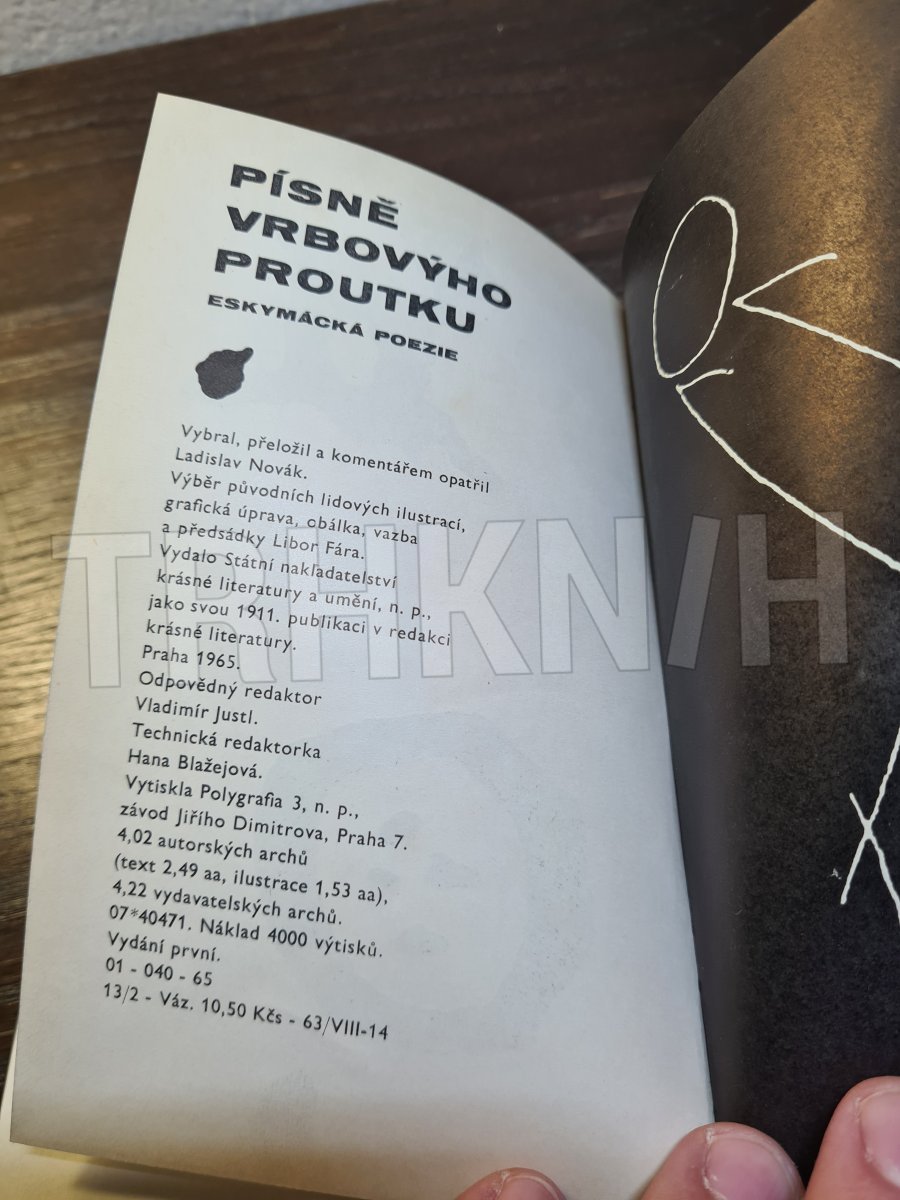 PÍSNĚ
VRBOVÝHO
PROUTKU
ESKYMÁCKÁ POEZIE
Vybral, přeložil a komentářem opatřil
Ladislav Novák.
Výběr původních lidových ilustrací,
grafická úprava, obálka, vazba
a předsádky Libor Fára.
Vydalo Státní nakladatelství
krásné literatury a umění, n. p.,
jako svou 1911. publikaci v redakci
krásné literatury.
Praha 1965.
Odpovědný redaktor
Vladimír Justl.
Technická redaktorka
Hana Blažejová.
Vytiskla Polygrafia 3, n. p.,
závod Jiřího Dimitrova, Praha 7.
4,02 autorských archů
(text 2,49 aa, ilustrace 1,53 aa),
4,22 vydavatelských archů.
07*40471. Náklad 4000 výtisků.
Vydání první.
01 - 040 - 65
13/2 - Váz. 10,50 Kčs - 63/VIII-14
TRHKNIH